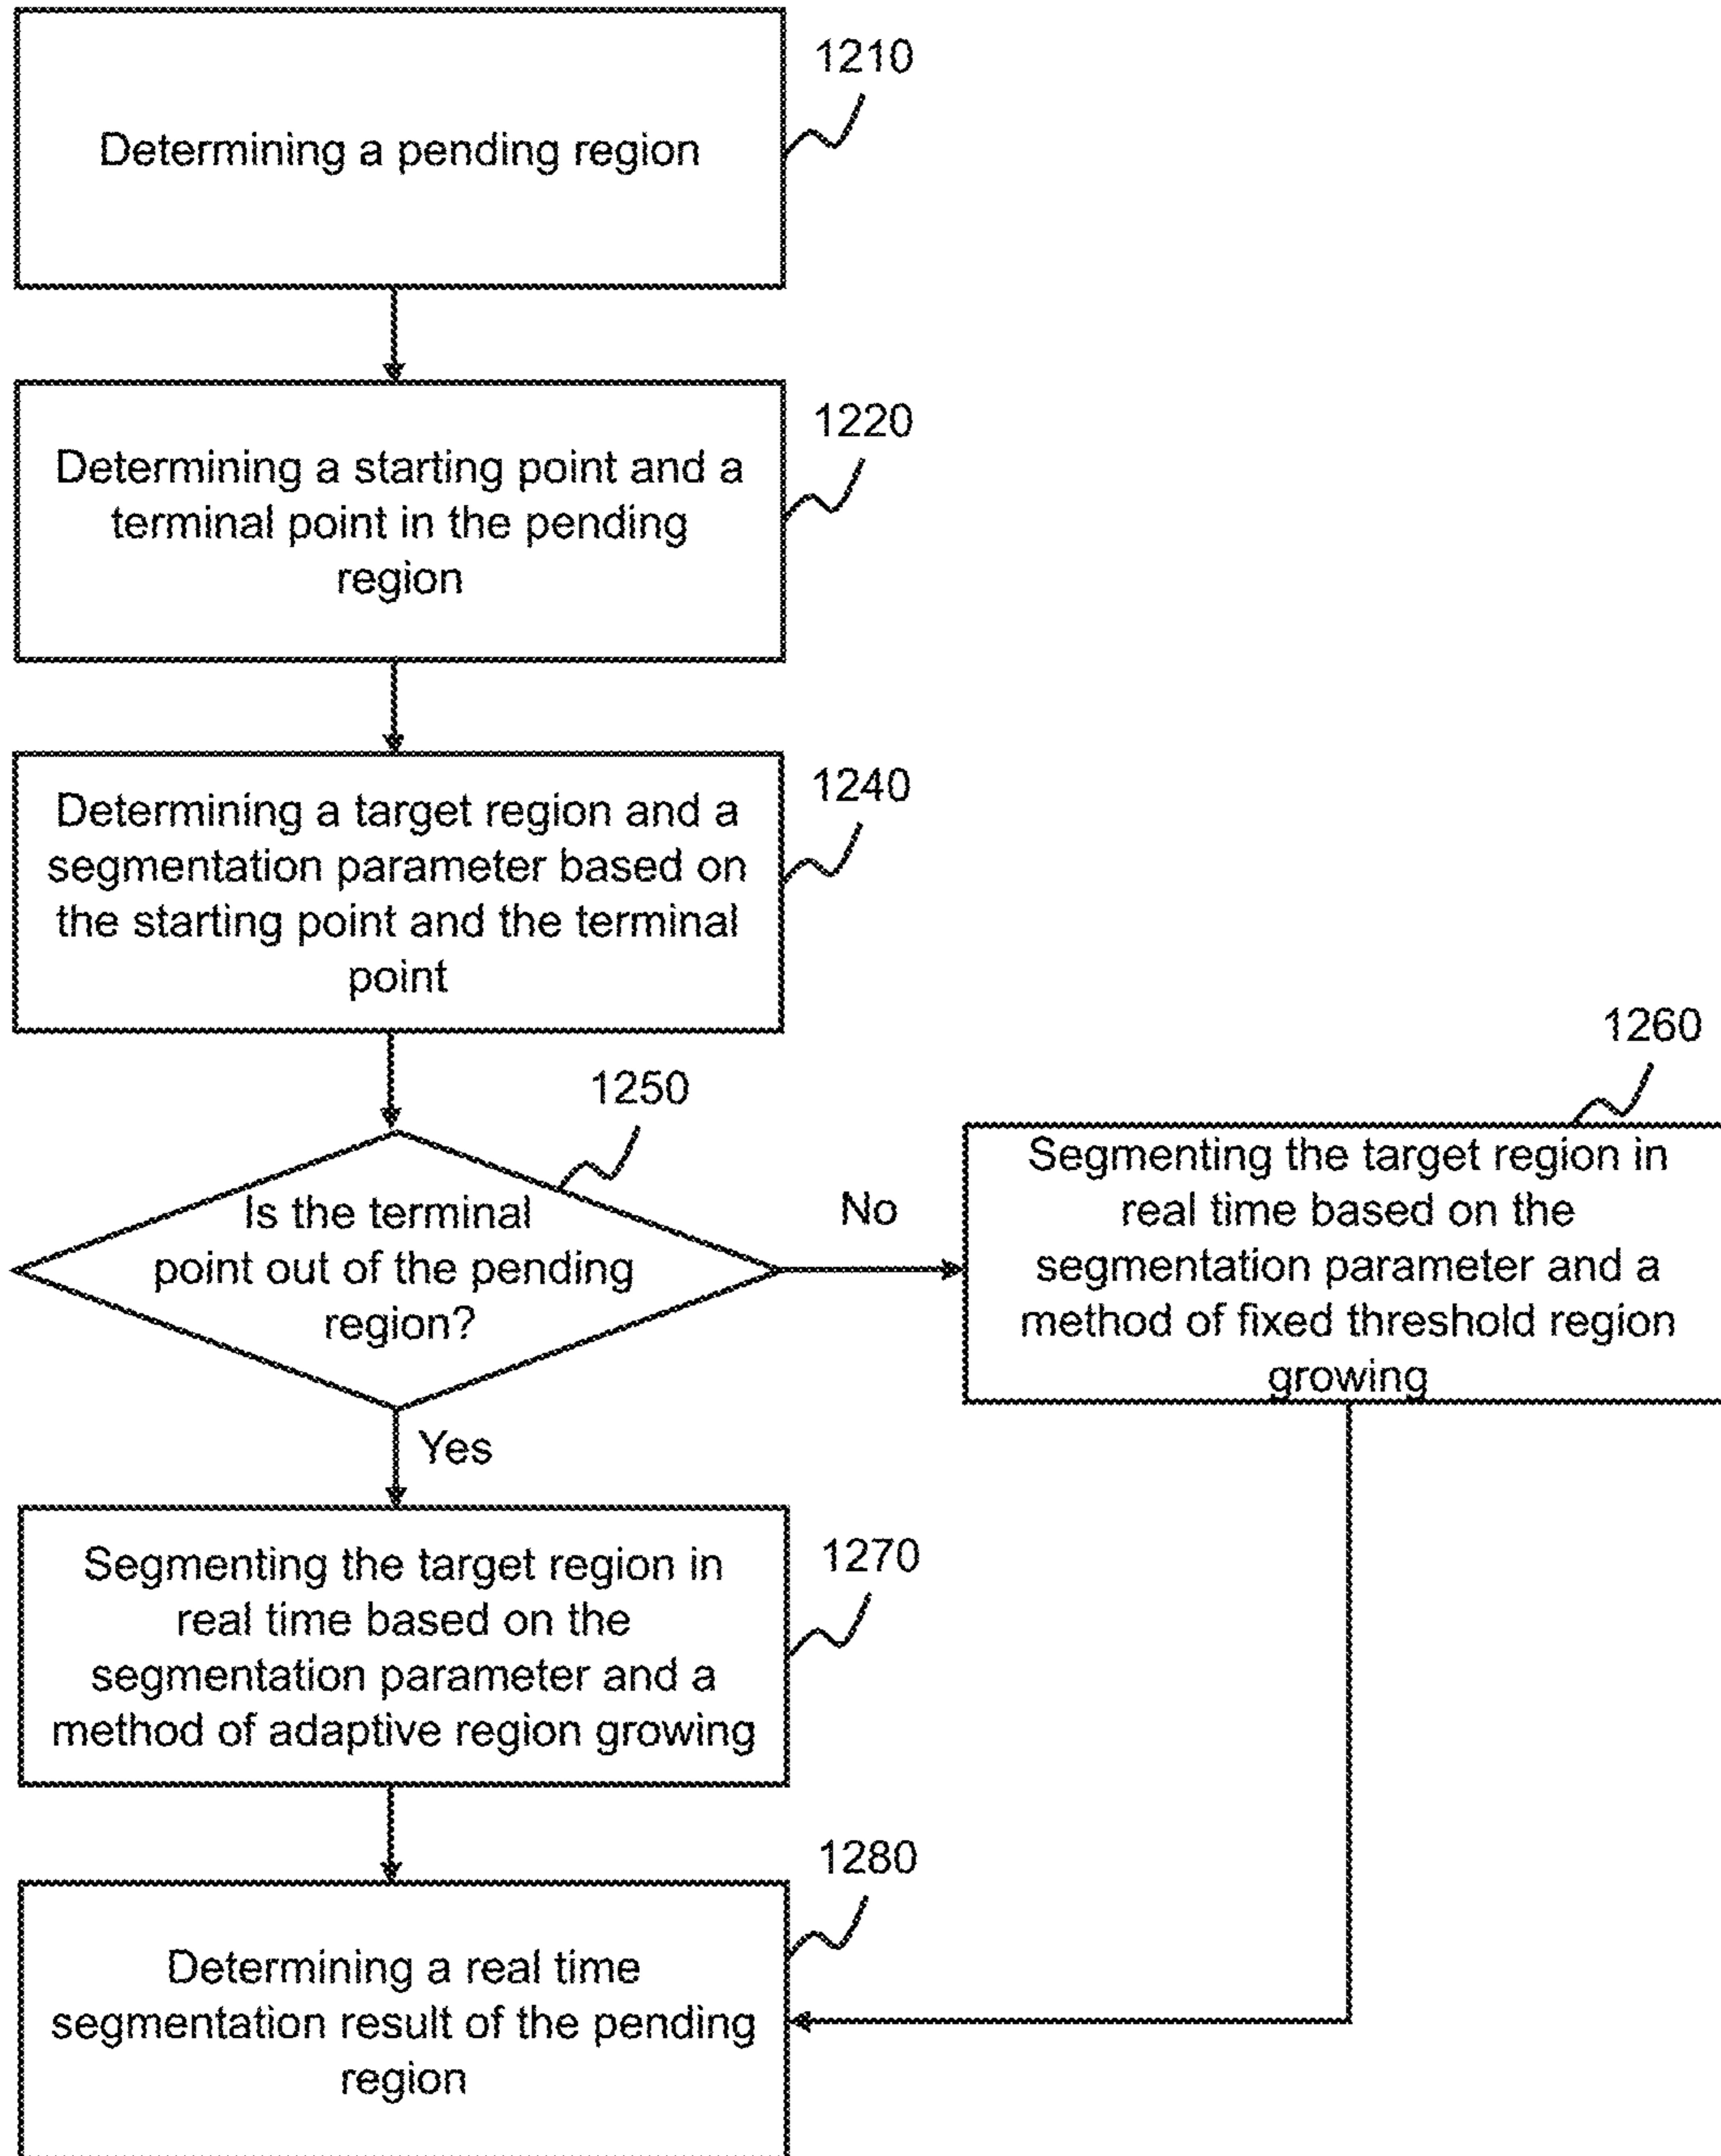 1210
Determining a pending region
1220
Determining a starting point and a
terminal point in the pending
region
1240
Determining a target region and a
segmentation parameter based on
the starting point and the terminal
point
1250
Is the terminal
point out of the pending
region?
No
Yes
1260
Segmenting the target region in
real time based on the
segmentation parameter and a
method of fixed threshold region
growing
1270
Segmenting the target region in
real time based on the
segmentation parameter and a
method of adaptive region growing
1280
Determining a real time
segmentation result of the pending
region